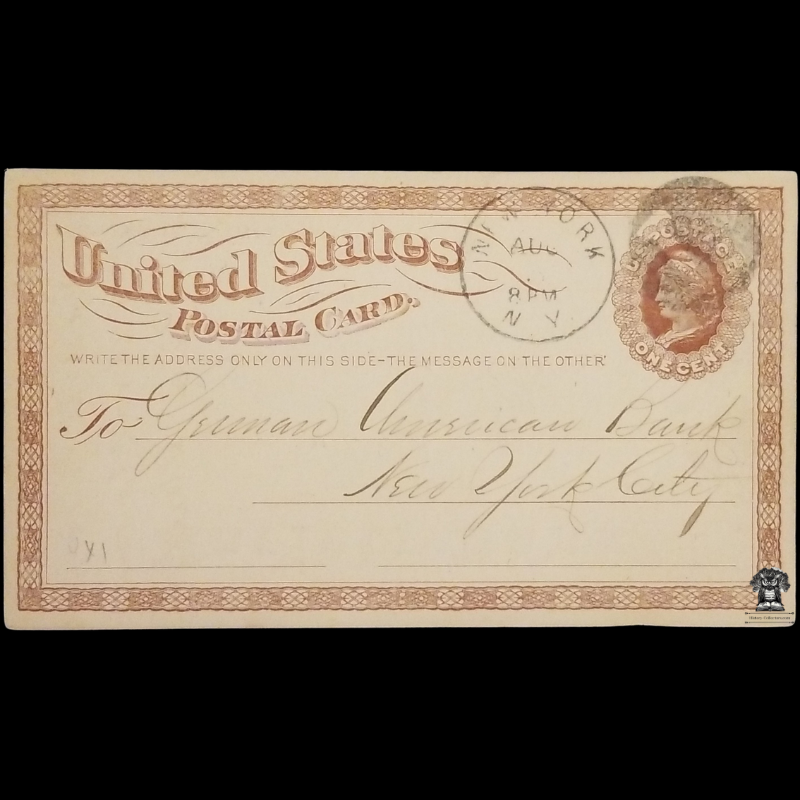 United States
POSTAL CARD.
NEW YORK
AUG
8 PM
N Y
U.S. POSTAGE
ONE CENT
WRITE THE ADDRESS ONLY ON THIS SIDE - THE MESSAGE ON THE OTHER
To German American Bank
New York City